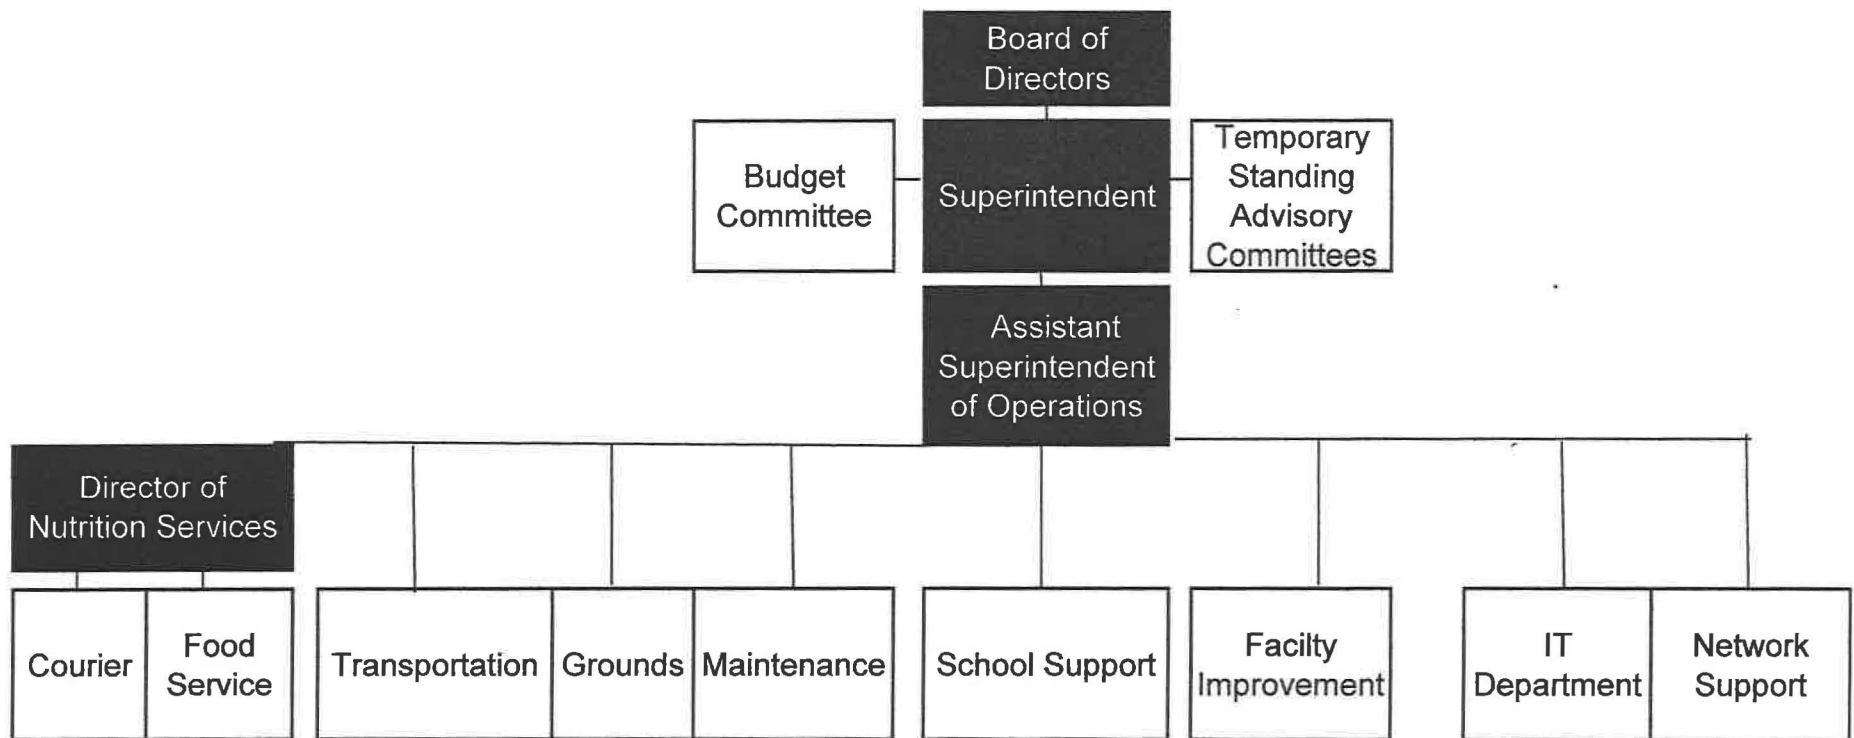 Board of
Directors
Budget
Committee
Superintendent
Temporary
Standing
Advisory
Committees
Assistant
Superintendent
of Operations
Director of
Nutrition Services
Courier
Food
Service
Transportation
Grounds
Maintenance
School Support
Facilty
Improvement
IT
Department
Network
Support